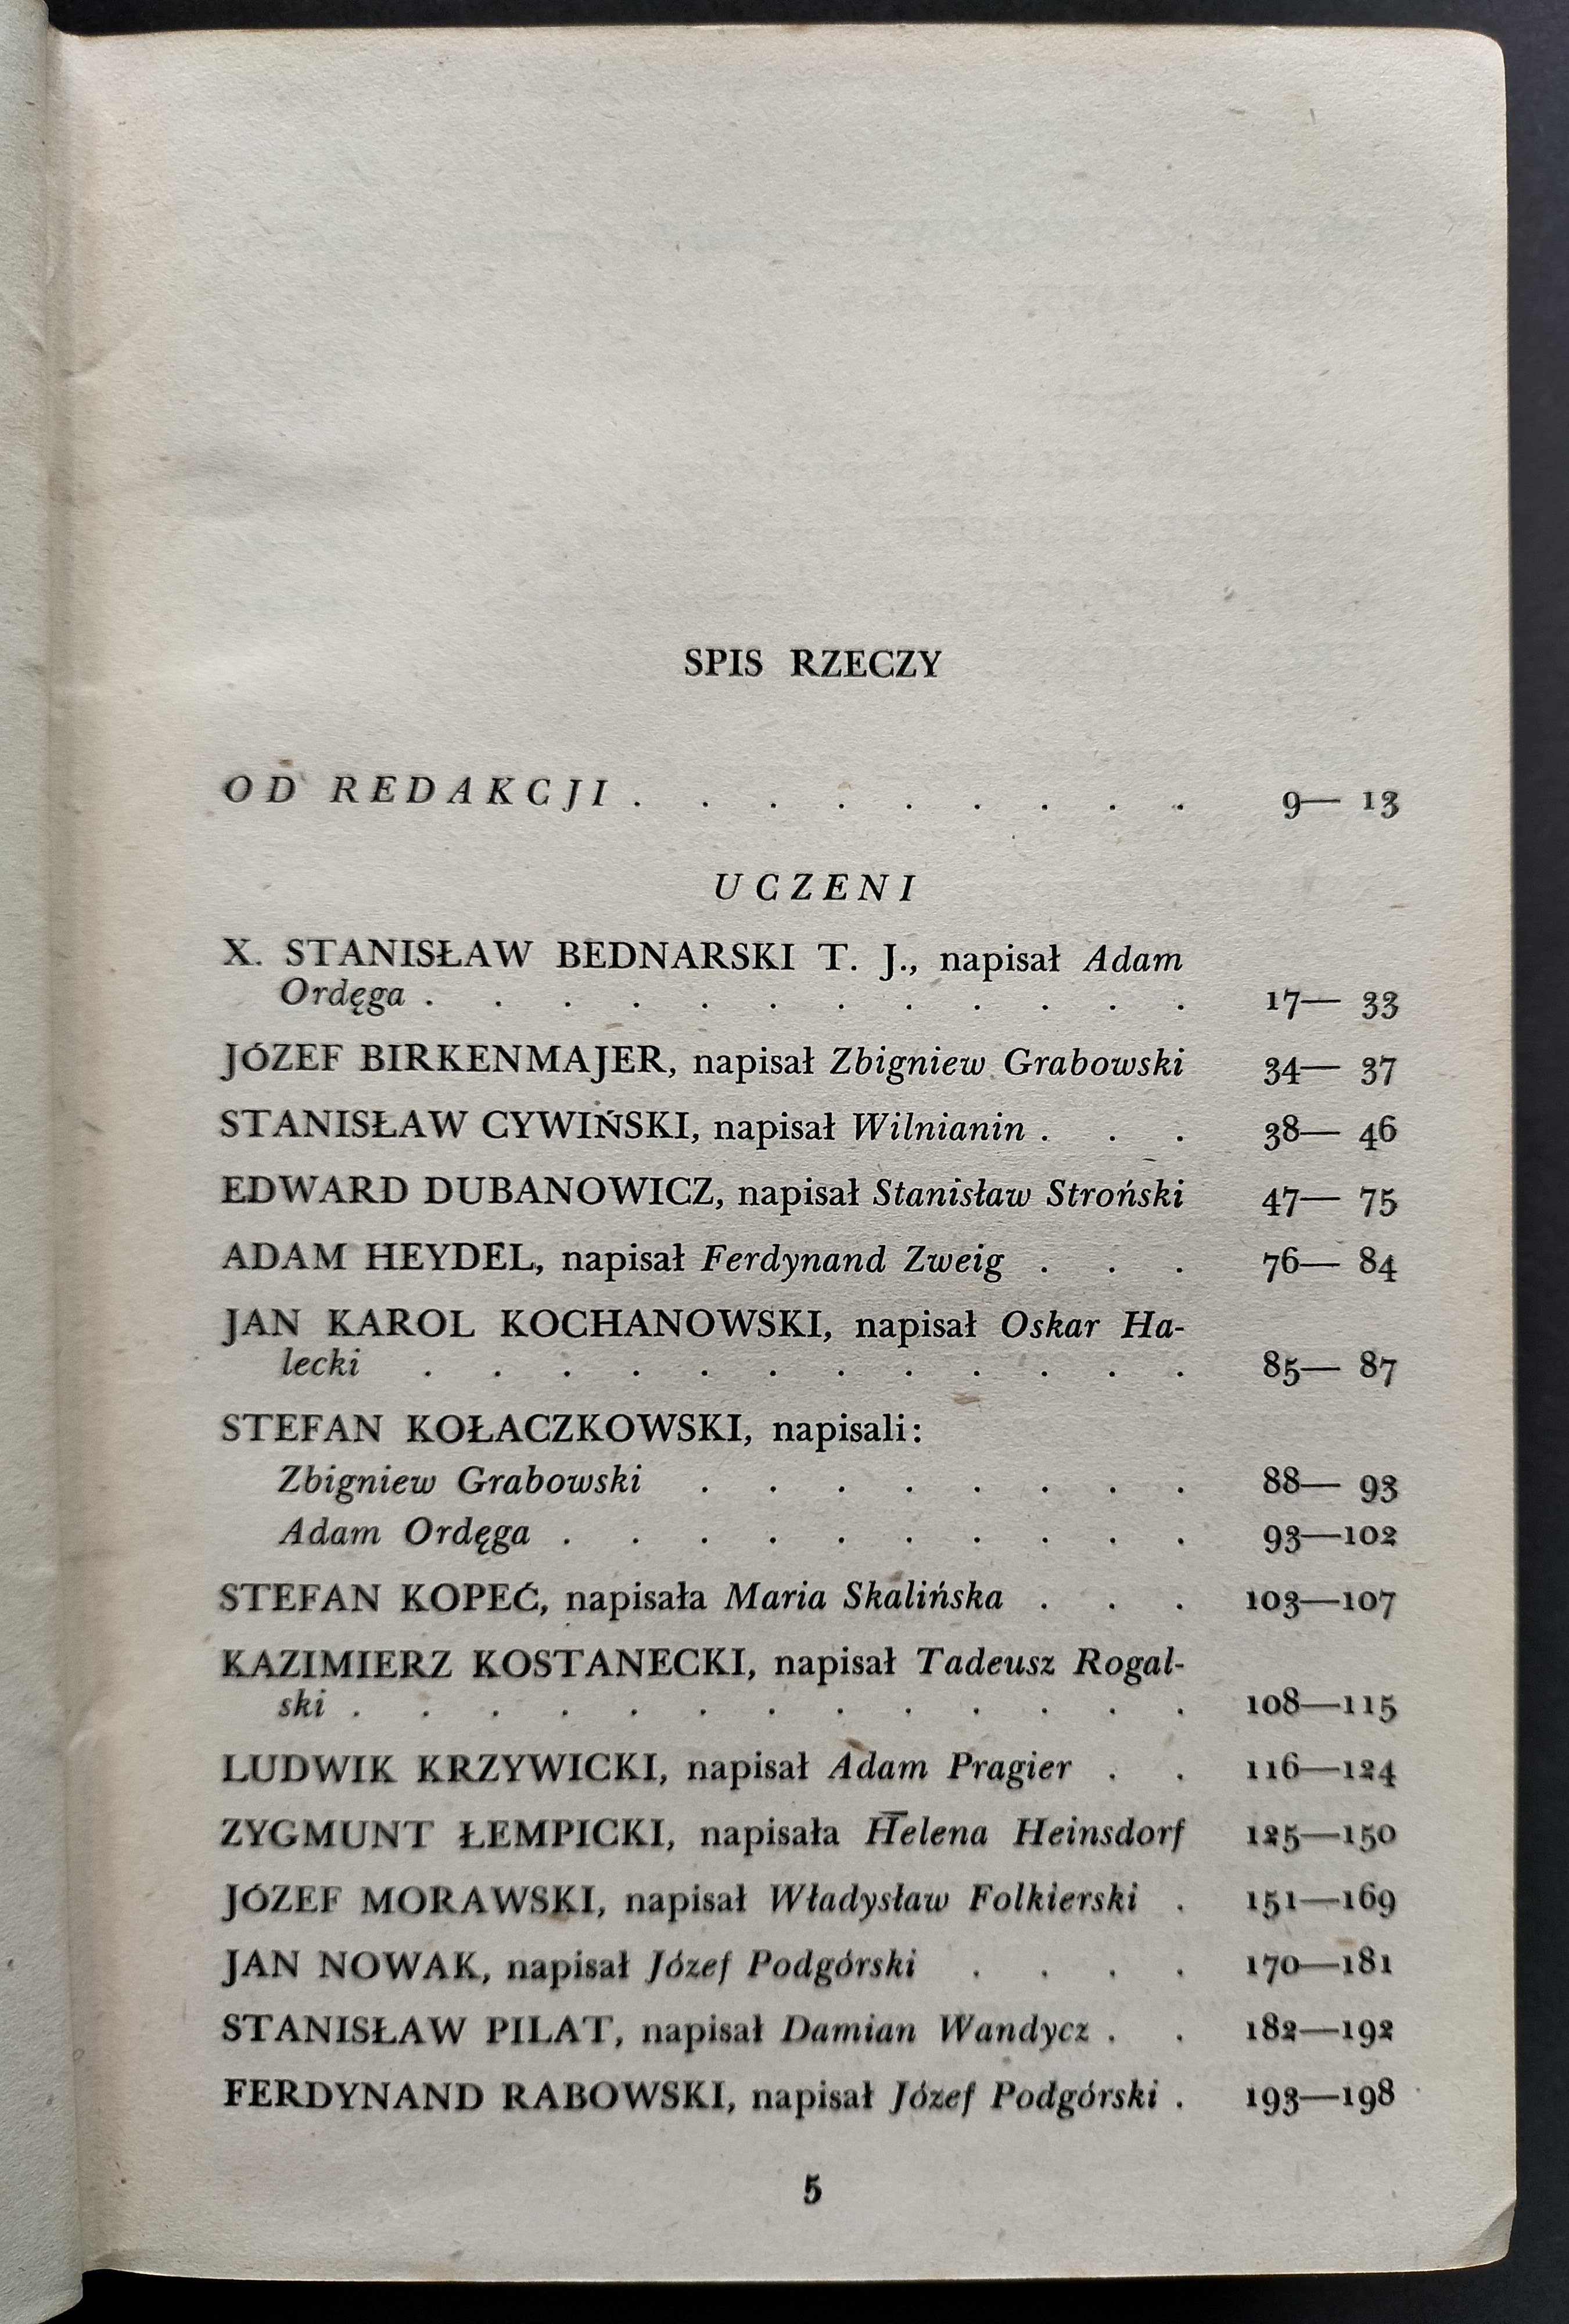 SPIS RZECZY
OD REDAKCJI . . . . . . . . . 9— 13
UCZENI
X. STANISŁAW BEDNARSKI T. J., napisał Adam
Ordęga . . . . . . . . . . . . 17— 33
JÓZEF BIRKENMAJER, napisał Zbigniew Grabowski 34— 37
STANISŁAW CYWIŃSKI, napisał Wilnianin . . . 38— 46
EDWARD DUBANOWICZ, napisał Stanisław Stroński 47— 75
ADAM HEYDEL, napisał Ferdynand Zweig . . . 76— 84
JAN KAROL KOCHANOWSKI, napisał Oskar Ha-
lecki . . . . . . . . . . . . 85— 87
STEFAN KOŁACZKOWSKI, napisali:
Zbigniew Grabowski . . . . . . . . 88— 93
Adam Ordęga . . . . . . . . . . 93—102
STEFAN KOPEĆ, napisała Maria Skalińska . . . 103—107
KAZIMIERZ KOSTANECKI, napisał Tadeusz Rogal-
ski . . . . . . . . . . . . . 108—115
LUDWIK KRZYWICKI, napisał Adam Pragier . . 116—124
ZYGMUNT ŁEMPICKI, napisała Helena Heinsdorf 125—150
JÓZEF MORAWSKI, napisał Władysław Folkierski . 151—169
JAN NOWAK, napisał Józef Podgórski . . . . 170—181
STANISŁAW PILAT, napisał Damian Wandycz . . 182—192
FERDYNAND RABOWSKI, napisał Józef Podgórski . 193—198
5